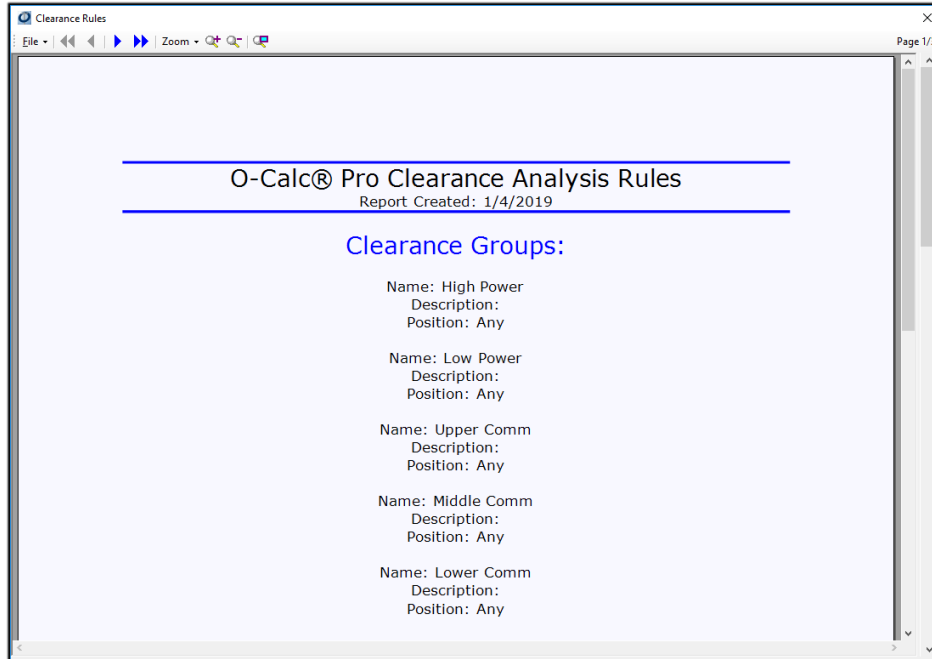 Clearance Rules
File
Zoom
Page 1/
O-Calc® Pro Clearance Analysis Rules
Report Created: 1/4/2019
Clearance Groups:
Name: High Power
Description:
Position: Any
Name: Low Power
Description:
Position: Any
Name: Upper Comm
Description:
Position: Any
Name: Middle Comm
Description:
Position: Any
Name: Lower Comm
Description:
Position: Any